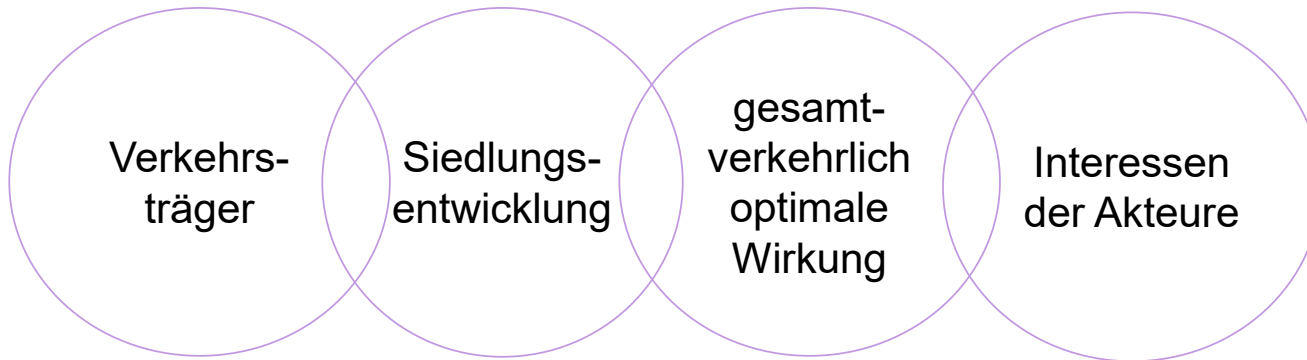 Verkehrs-
träger
Siedlungs-
entwicklung
gesamt-
verkehrlich
optimale
Wirkung
Interessen
der Akteure